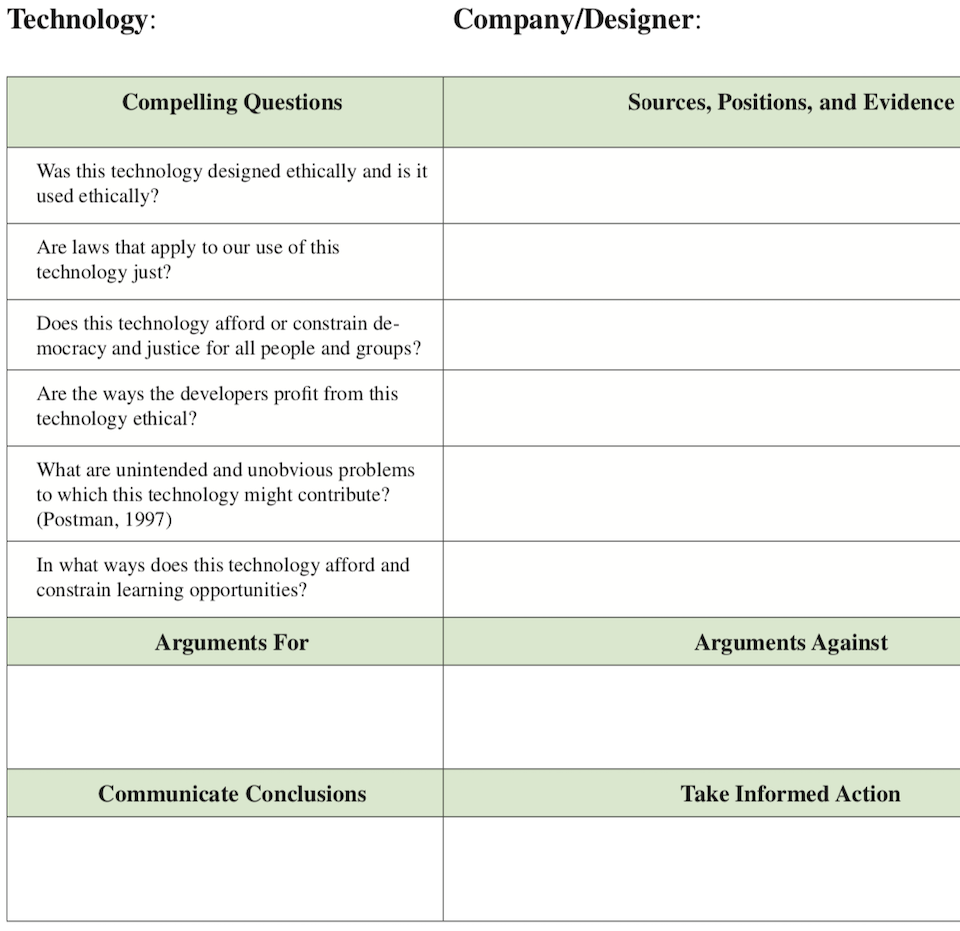 Technology:
Company/Designer:
Compelling Questions
Sources, Positions, and Evidence
Was this technology designed ethically and is it
used ethically?
Are laws that apply to our use of this
technology just?
Does this technology afford or constrain de-
mocracy and justice for all people and groups?
Are the ways the developers profit from this
technology ethical?
What are unintended and unobvious problems
to which this technology might contribute?
(Postman, 1997)
In what ways does this technology afford and
constrain learning opportunities?
Arguments For
Arguments Against
Communicate Conclusions
Take Informed Action